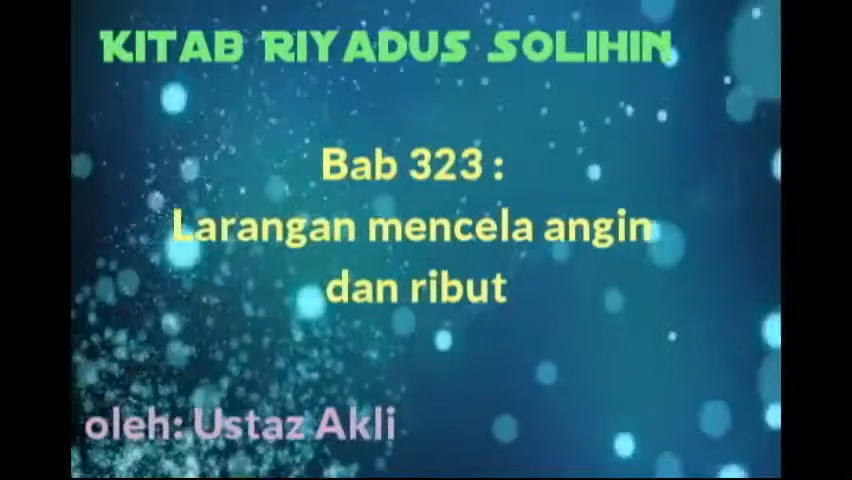 Kitab Riyadus Solihin
Bab 323 :
Larangan mencela angin
dan ribut
oleh: Ustaz Akli